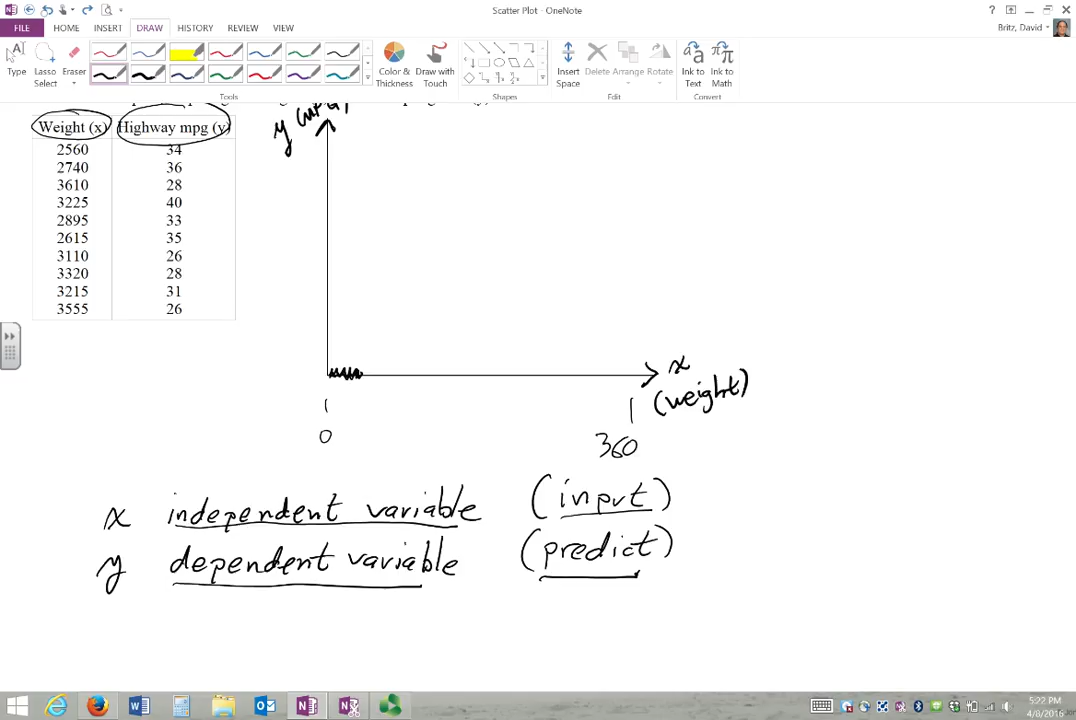 Scatter Plot - OneNote
Britz, David
FILE HOME INSERT DRAW HISTORY REVIEW VIEW
Type Lasso Select Eraser Color & Thickness Draw with Touch Insert Space Delete Arrange Rotate Ink to Text Ink to Math
Tools Shapes Edit Convert
Weight (x) Highway mpg (y)
2560 34
2740 36
3610 28
3225 40
2895 33
2615 35
3110 26
3320 28
3215 31
3555 26
y
x
(weight)
0 360
x independent variable (input)
y dependent variable (predict)
5:22 PM
4/8/2016